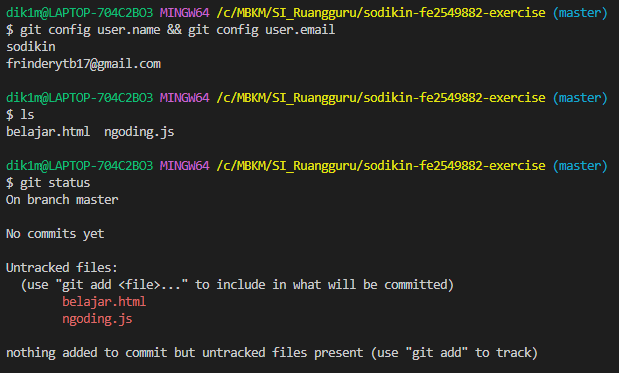 dik1m@LAPTOP-704C2BO3 MINGW64 /c/MBKM/SI_Ruangguru/sodikin-fe2549882-exercise (master)
$ git config user.name && git config user.email
sodikin
frinderytb17@gmail.com
dik1m@LAPTOP-704C2BO3 MINGW64 /c/MBKM/SI_Ruangguru/sodikin-fe2549882-exercise (master)
$ ls
belajar.html  ngoding.js
dik1m@LAPTOP-704C2BO3 MINGW64 /c/MBKM/SI_Ruangguru/sodikin-fe2549882-exercise (master)
$ git status
On branch master
No commits yet
Untracked files:
  (use "git add <file>..." to include in what will be committed)
        belajar.html
        ngoding.js
nothing added to commit but untracked files present (use "git add" to track)